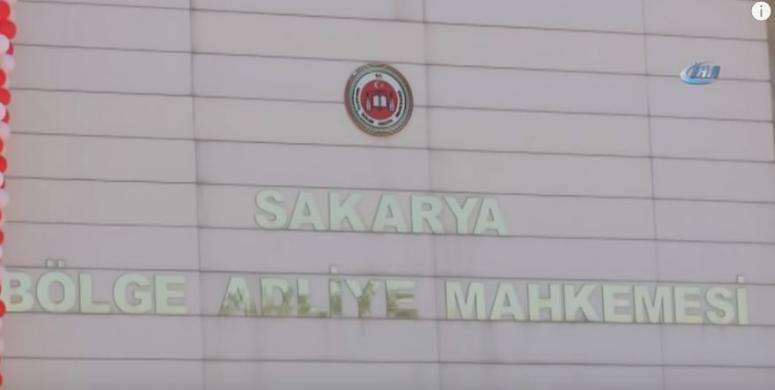 SAKARYA
BÖLGE ADLİYE MAHKEMESİ